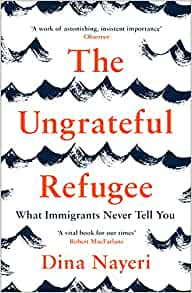 ‘A work of astonishing, insistent importance’
Observer
The
Ungrateful
Refugee
What Immigrants Never Tell You
‘A vital book for our times’
Robert Macfarlane
Dina Nayeri